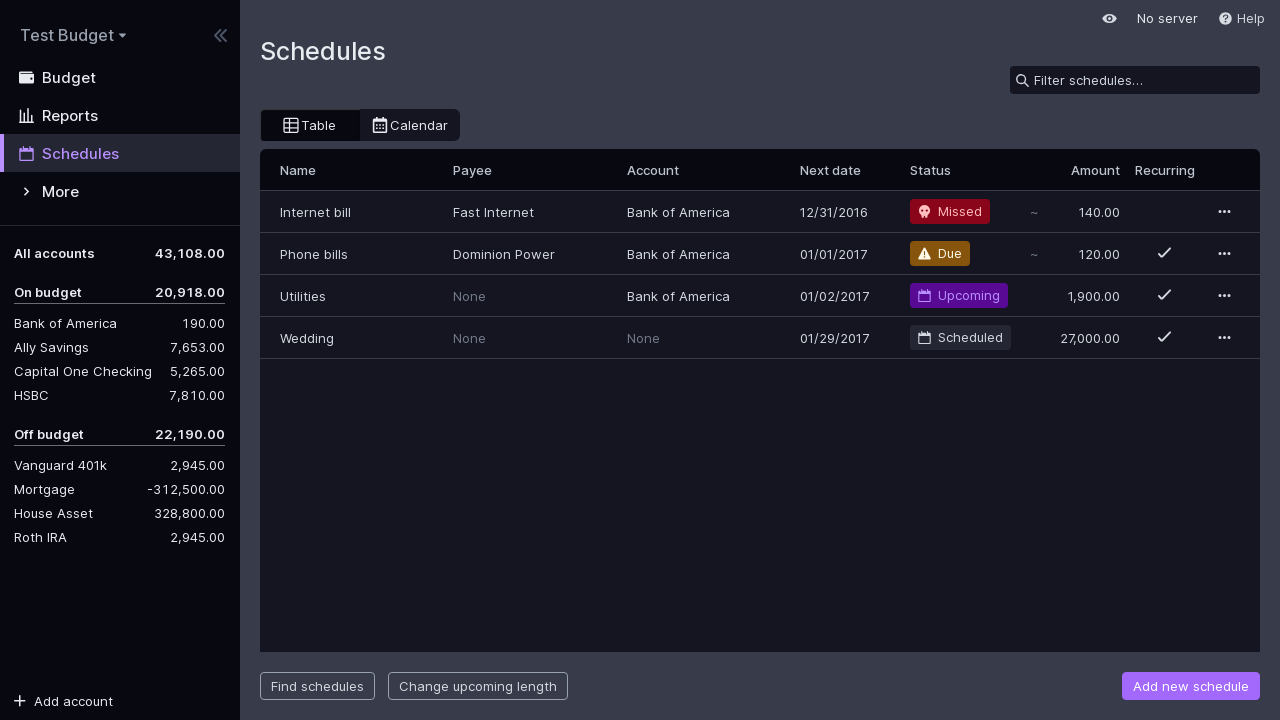 Test Budget
Budget
Reports
Schedules
More
All accounts 43,108.00
On budget 20,918.00
Bank of America 190.00
Ally Savings 7,653.00
Capital One Checking 5,265.00
HSBC 7,810.00
Off budget 22,190.00
Vanguard 401k 2,945.00
Mortgage -312,500.00
House Asset 328,800.00
Roth IRA 2,945.00
Add account
No server Help
Schedules
Filter schedules…
Table Calendar
Name Payee Account Next date Status Amount Recurring
Internet bill Fast Internet Bank of America 12/31/2016 Missed ~ 140.00
Phone bills Dominion Power Bank of America 01/01/2017 Due ~ 120.00
Utilities None Bank of America 01/02/2017 Upcoming 1,900.00
Wedding None None 01/29/2017 Scheduled 27,000.00
Find schedules Change upcoming length Add new schedule